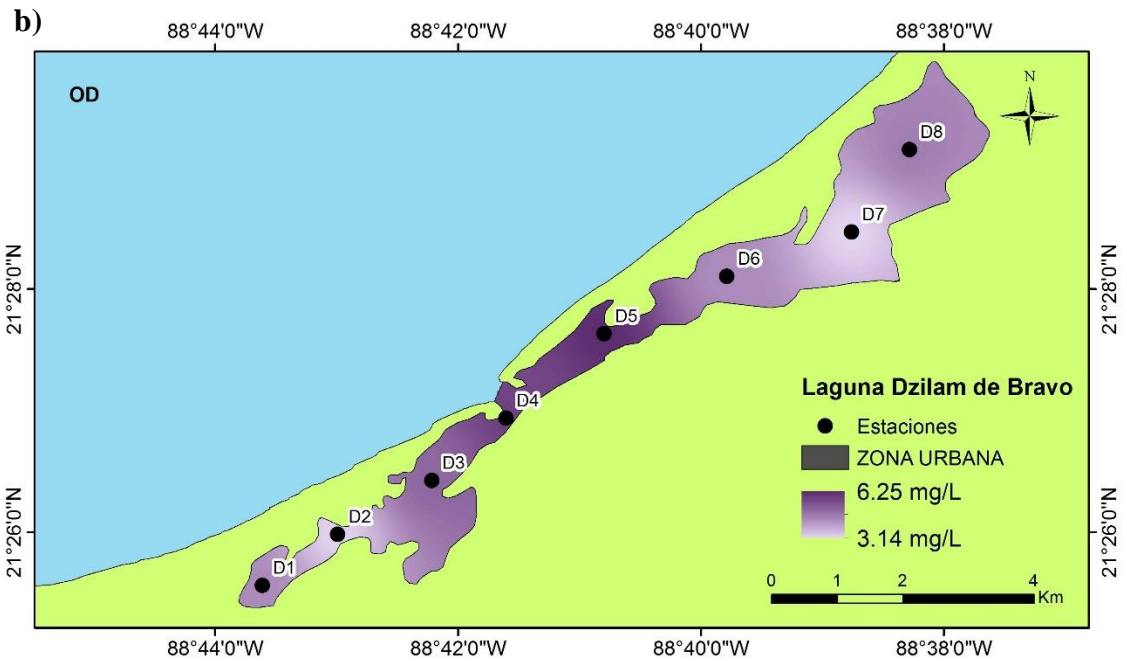 b)
88°44'0"W 88°42'0"W 88°40'0"W 88°38'0"W
OD
N
D8
D7
D6
21°28'0"N 21°28'0"N
D5
Laguna Dzilam de Bravo
D4
Estaciones
ZONA URBANA
D3
6.25 mg/L
D2
3.14 mg/L
21°26'0"N 21°26'0"N
D1
0 1 2 4
Km
88°44'0"W 88°42'0"W 88°40'0"W 88°38'0"W